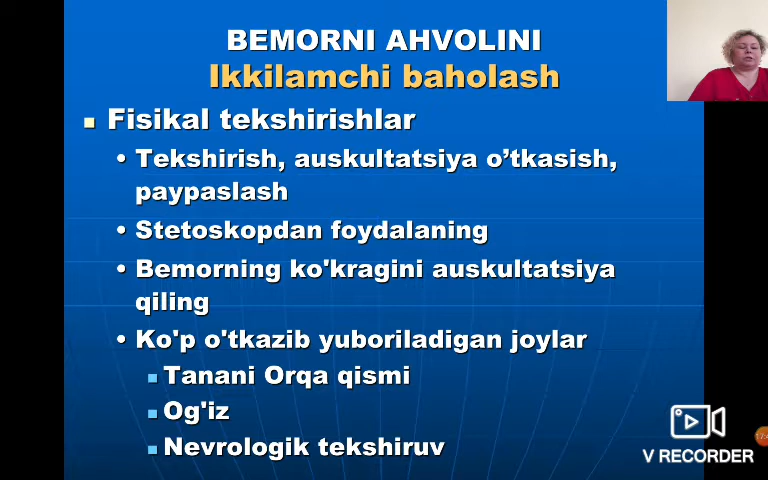 BEMORNI AHVOLINI
Ikkilamchi baholash
Fisikal tekshirishlar
Tekshirish, auskultatsiya o’tkasish,
paypaslash
Stetoskopdan foydalaning
Bemorning ko'kragini auskultatsiya
qiling
Ko'p o'tkazib yuboriladigan joylar
Tanani Orqa qismi
Og'iz
Nevrologik tekshiruv
V RECORDER